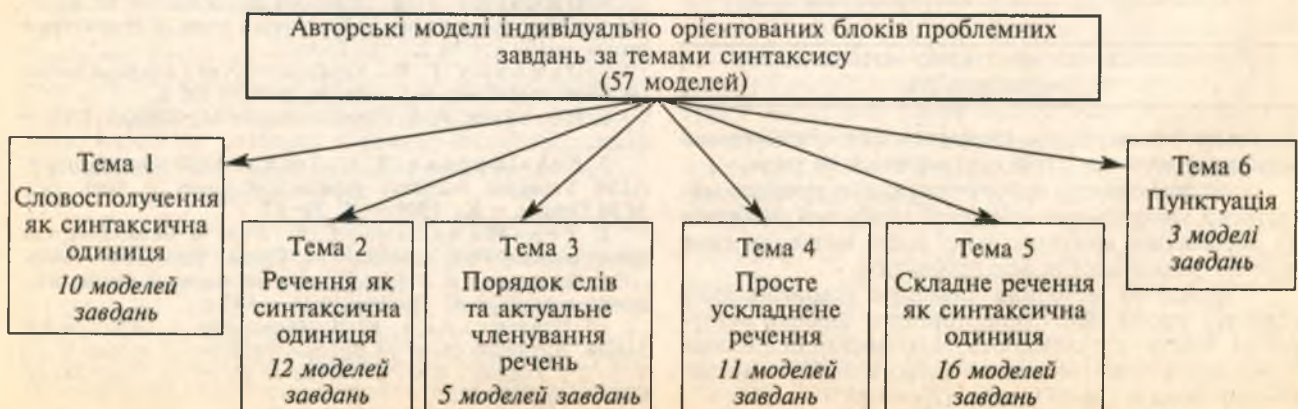 Авторські моделі індивідуально орієнтованих блоків проблемних
завдань за темами синтаксису
(57 моделей)
Тема 1
Словосполучення
як синтаксична
одиниця
10 моделей
завдань
Тема 2
Речення як
синтаксична
одиниця
12 моделей
завдань
Тема 3
Порядок слів
та актуальне
членування
речень
5 моделей завдань
Тема 4
Просте
ускладнене
речення
11 моделей
завдань
Тема 5
Складне речення
як синтаксична
одиниця
16 моделей
завдань
Тема 6
Пунктуація
3 моделі
завдань